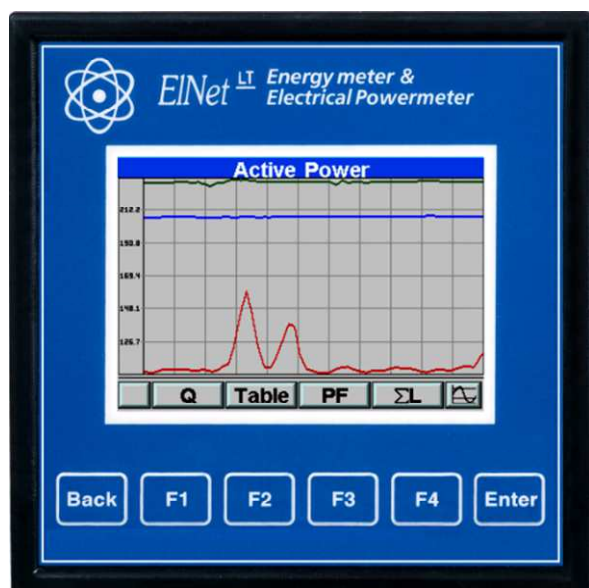 ElNet LT Energy meter &
Electrical Powermeter
Active Power
212.2
190.8
169.4
148.1
126.7
Q Table PF ΣL
Back F1 F2 F3 F4 Enter